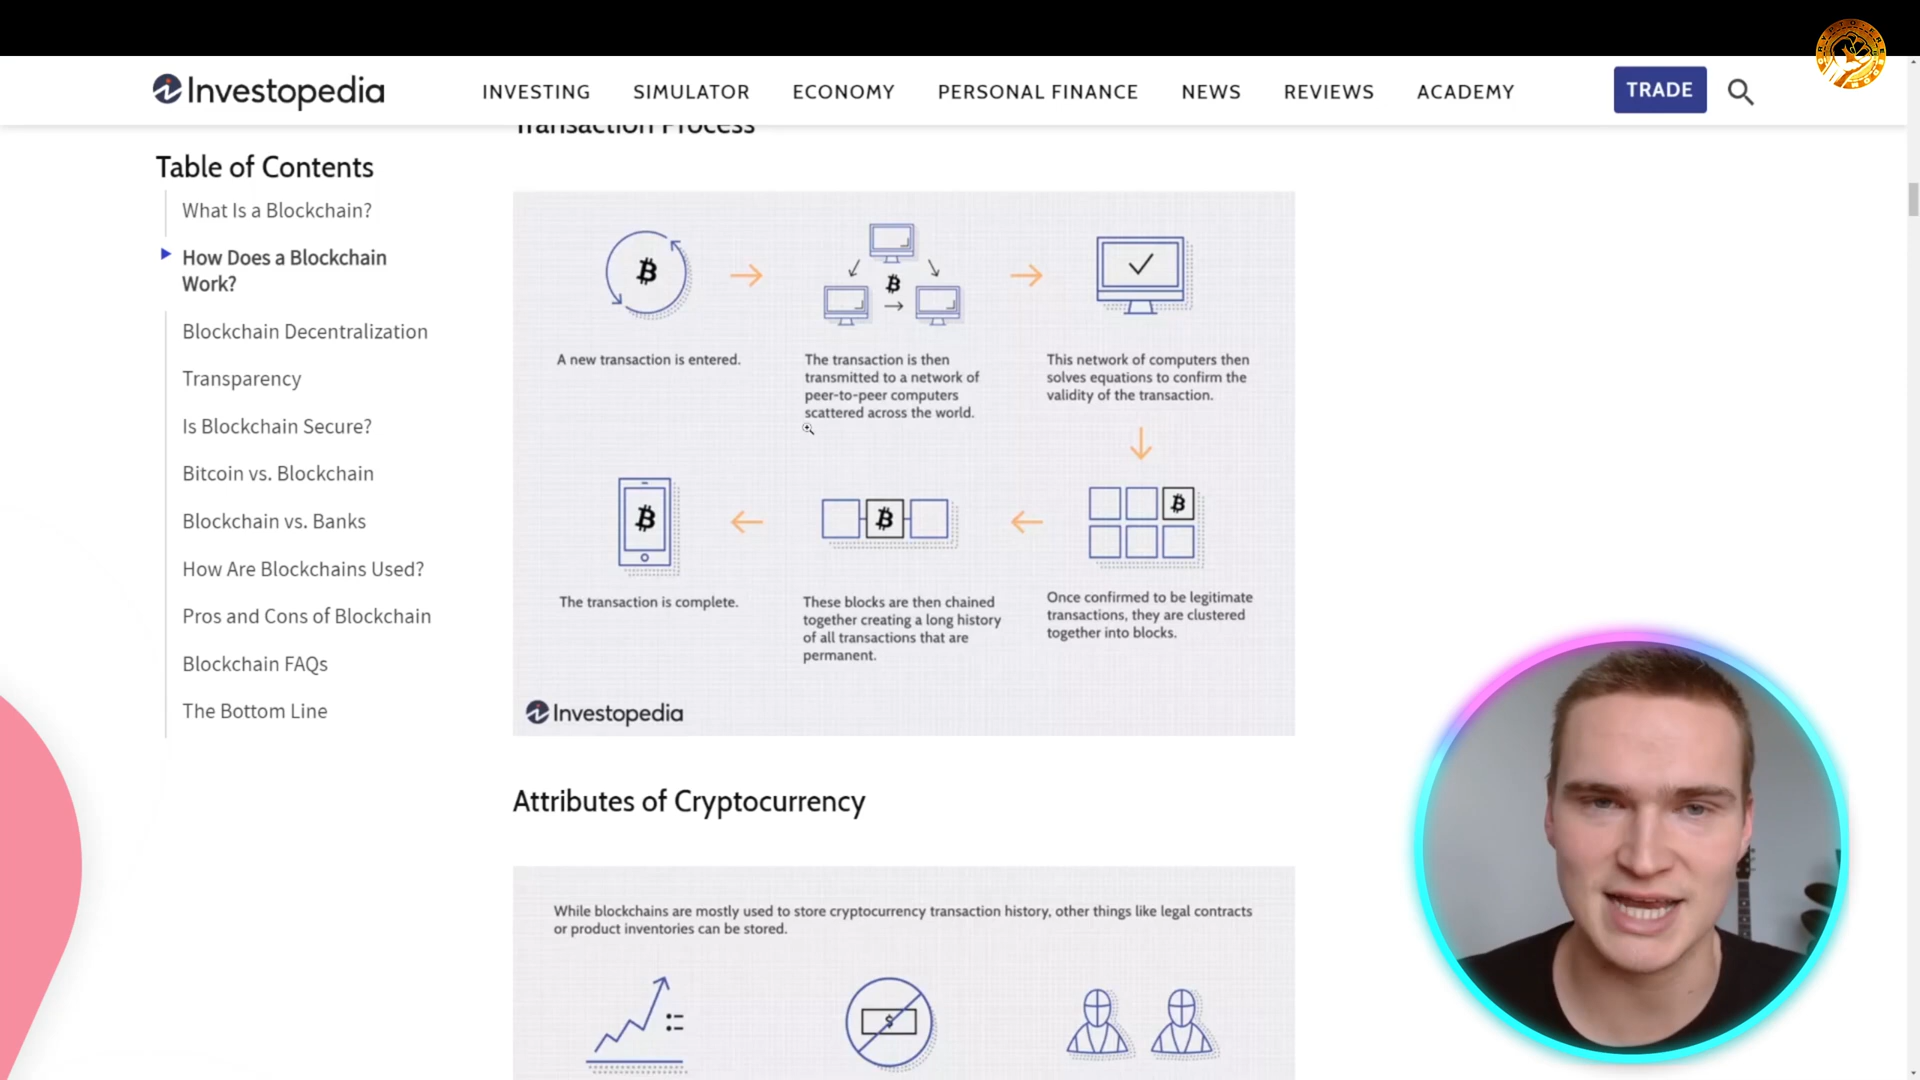 Investopedia
INVESTING
SIMULATOR
ECONOMY
PERSONAL FINANCE
NEWS
REVIEWS
ACADEMY
TRADE
Transaction Process
Table of Contents
What Is a Blockchain?
How Does a Blockchain
Work?
Blockchain Decentralization
Transparency
Is Blockchain Secure?
Bitcoin vs. Blockchain
Blockchain vs. Banks
How Are Blockchains Used?
Pros and Cons of Blockchain
Blockchain FAQs
The Bottom Line
A new transaction is entered.
The transaction is then
transmitted to a network of
peer-to-peer computers
scattered across the world.
This network of computers then
solves equations to confirm the
validity of the transaction.
Once confirmed to be legitimate
transactions, they are clustered
together into blocks.
These blocks are then chained
together creating a long history
of all transactions that are
permanent.
The transaction is complete.
Investopedia
Attributes of Cryptocurrency
While blockchains are mostly used to store cryptocurrency transaction history, other things like legal contracts
or product inventories can be stored.